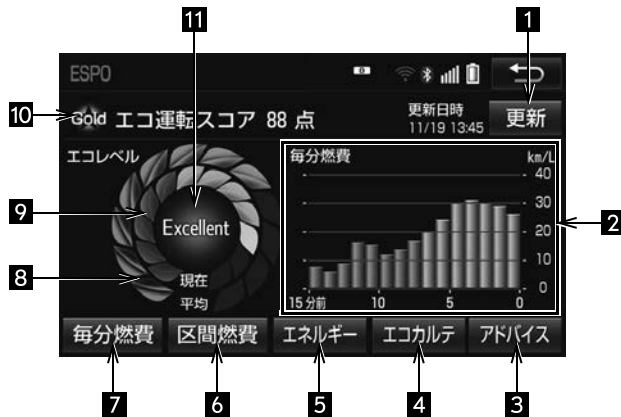 11
1
ESPO
10
Gold エコ運転スコア 88 点
更新日時
11/19 13:45
更新
エコレベル
毎分燃費
km/L
40
30
20
10
0
15分前
10
5
0
9
Excellent
2
8
現在
平均
毎分燃費
区間燃費
エネルギー
エコカルテ
アドバイス
7
6
5
4
3